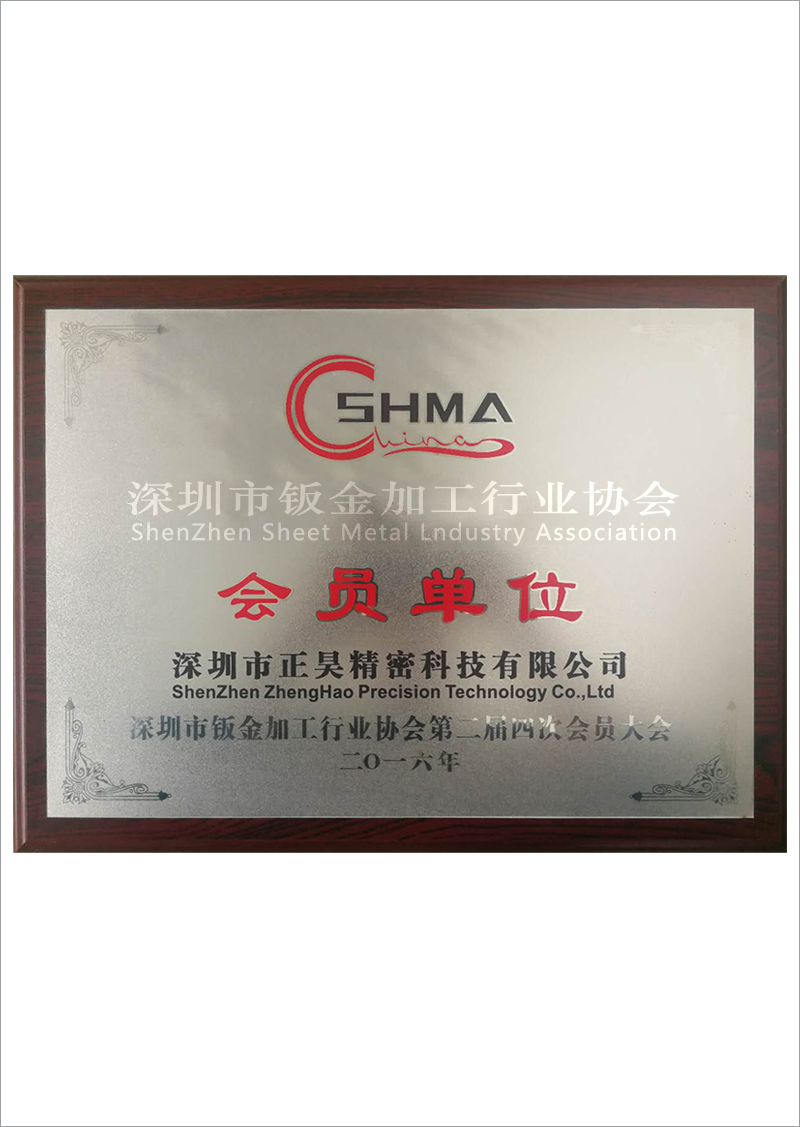 SHMA
China
深圳市钣金加工行业协会
ShenZhen Sheet Metal Lndustry Association
会员单位
深圳市正昊精密科技有限公司
ShenZhen ZhengHao Precision Technology Co.,Ltd
深圳市钣金加工行业协会第二届四次会员大会
二〇一六年